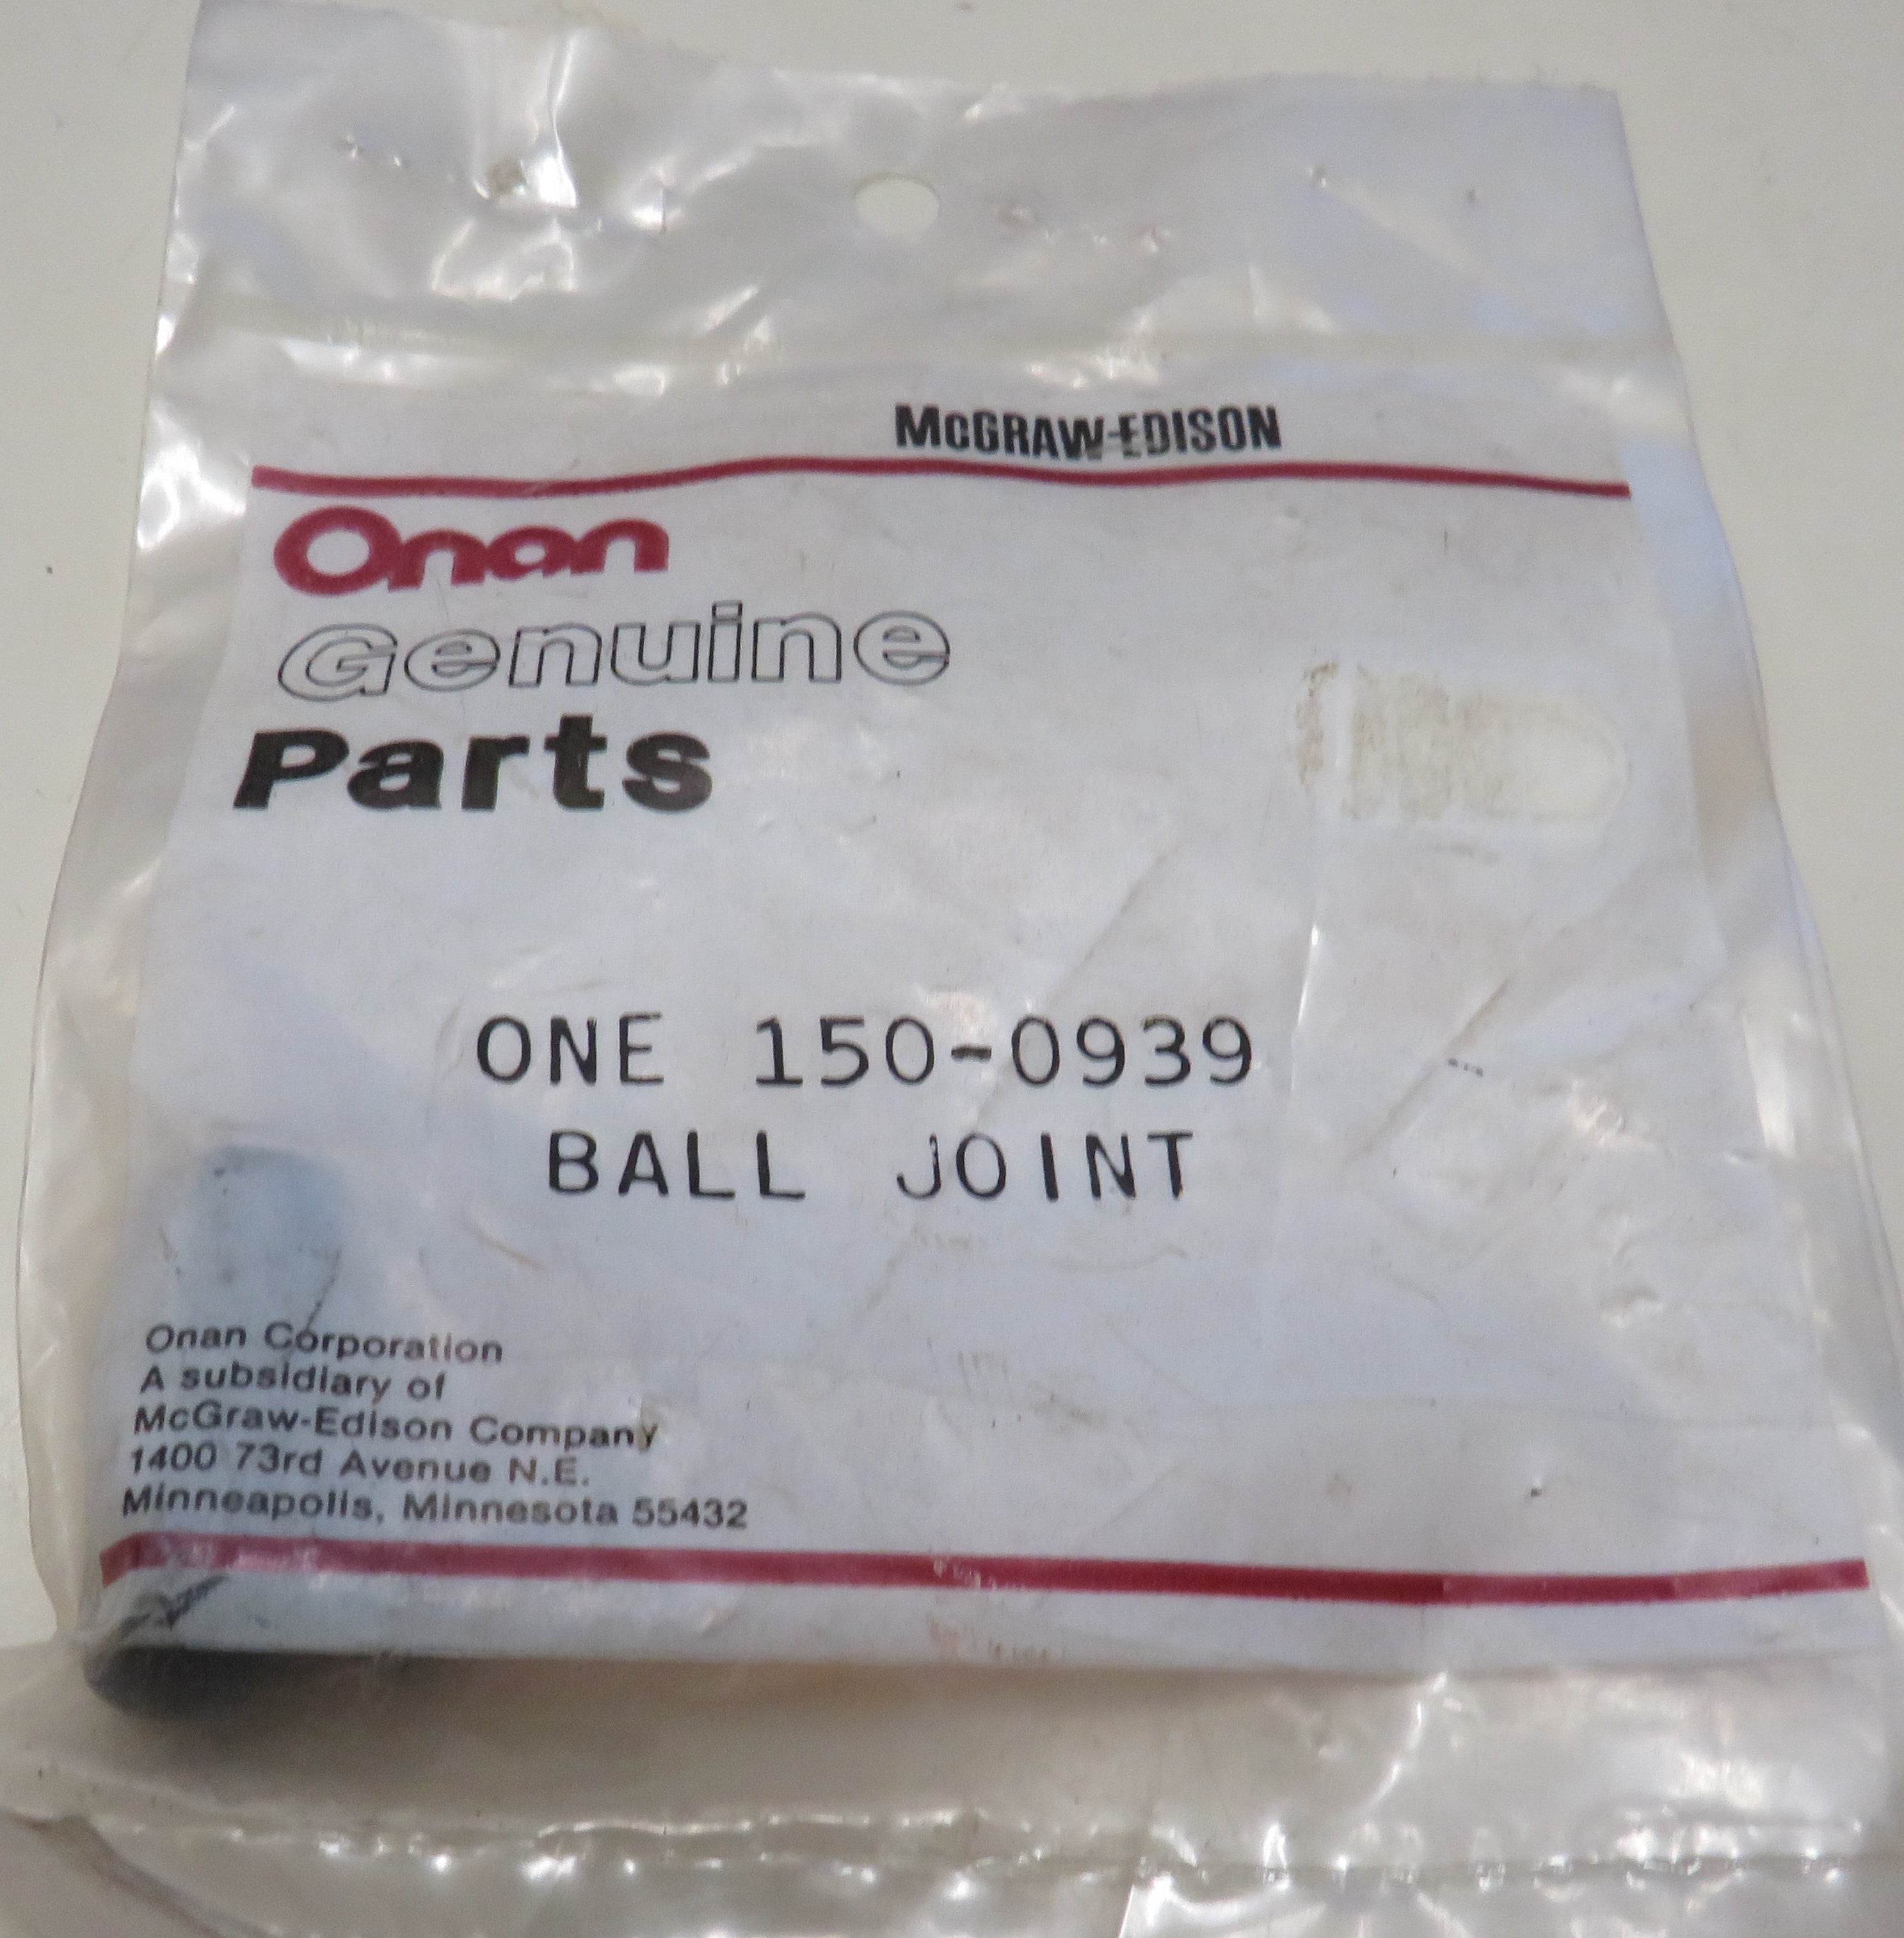 McGRAW-EDISON
Onan
Genuine
Parts
ONE 150-0939
BALL JOINT
Onan Corporation
A subsidiary of
McGraw-Edison Company
1400 73rd Avenue N.E.
Minneapolis, Minnesota 55432